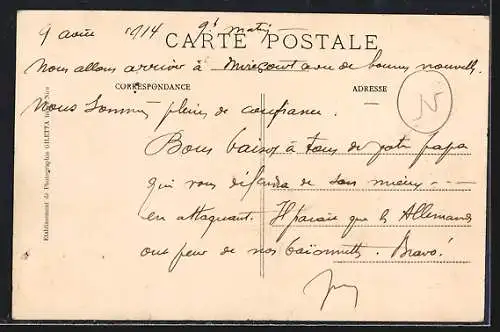 9 août 1914 9h matin
CARTE POSTALE
Nous allons arriver à Mirecourt avec de bonnes nouvelles.
CORRESPONDANCE
ADRESSE
Nous sommes pleins de confiance.
Bons baisers à tous de votre papa
qui vous défendra de son mieux - - -
en attaquant. Il paraît que les Allemands
ont peur de nos baïonnettes. Bravo!
Etablissement de Photographie GILETTA Nice